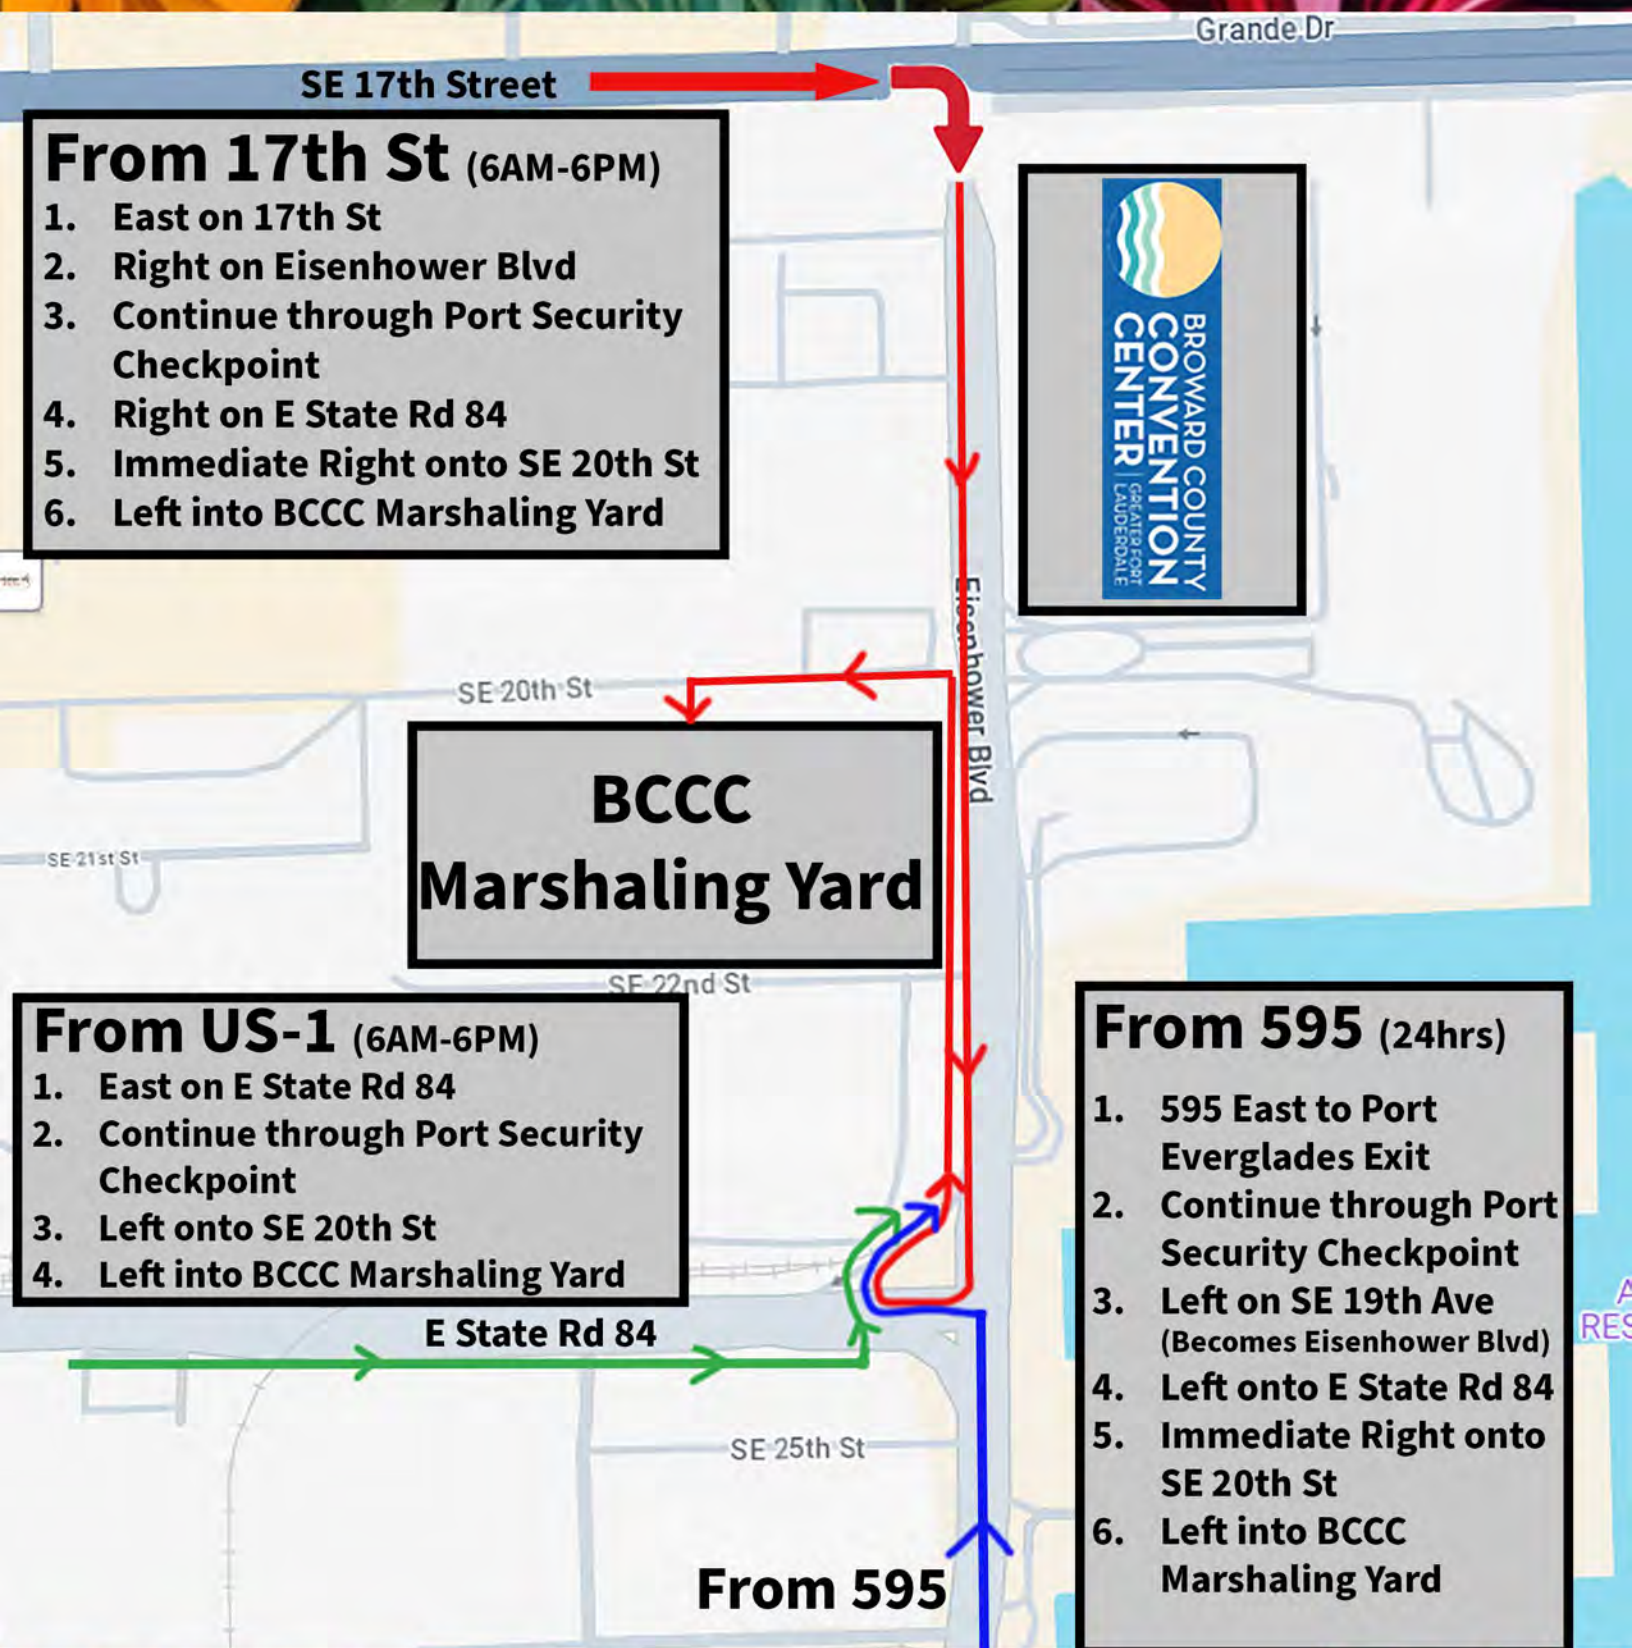 Grande Dr
SE 17th Street
From 17th St (6AM-6PM)
1. East on 17th St
2. Right on Eisenhower Blvd
3. Continue through Port Security
Checkpoint
4. Right on E State Rd 84
5. Immediate Right onto SE 20th St
6. Left into BCCC Marshaling Yard
BROWARD COUNTY
CONVENTION
CENTER
GREATER FORT
LAUDERDALE
Eisenhower Blvd
SE 20th St
BCCC
Marshaling Yard
SE 21st St
SE 22nd St
From US-1 (6AM-6PM)
1. East on E State Rd 84
2. Continue through Port Security
Checkpoint
3. Left onto SE 20th St
4. Left into BCCC Marshaling Yard
From 595 (24hrs)
1. 595 East to Port
Everglades Exit
2. Continue through Port
Security Checkpoint
3. Left on SE 19th Ave
(Becomes Eisenhower Blvd)
4. Left onto E State Rd 84
5. Immediate Right onto
SE 20th St
6. Left into BCCC
Marshaling Yard
E State Rd 84
SE 25th St
From 595